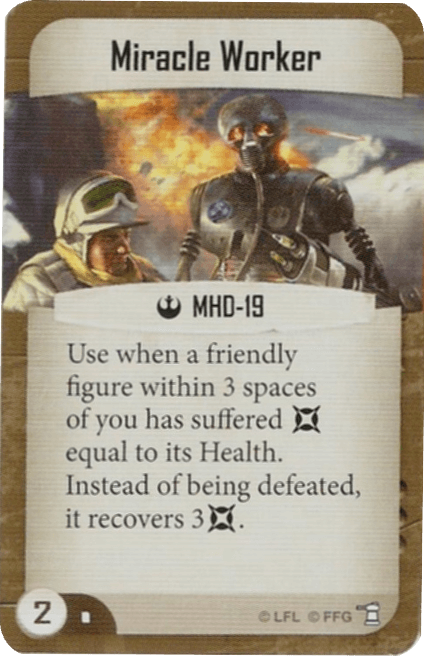 Miracle Worker
MHD-19
Use when a friendly
figure within 3 spaces
of you has suffered
equal to its Health.
Instead of being defeated,
it recovers 3 .
2
© LFL © FFG